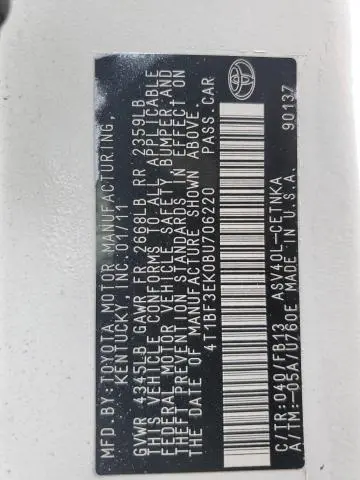 MFD.BY:TOYOTA MOTOR MANUFACTURING,
KENTUCKY, INC. 01/11
GVWR 4345LB GAWR FR 2668LB RR 2359LB
THIS VEHICLE CONFORMS TO ALL APPLICABLE
FEDERAL MOTOR VEHICLE SAFETY BUMPER, AND
THEFT PREVENTION STANDARDS IN EFFECT ON
THE DATE OF MANUFACTURE SHOWN ABOVE.
4T1BF3EK0BU706220 PASS.CAR
C/TR:040/FB13 ASV40L-CETNKA
A/TM:-05A/U760E MADE IN U.S.A. 90137
TOYOTA